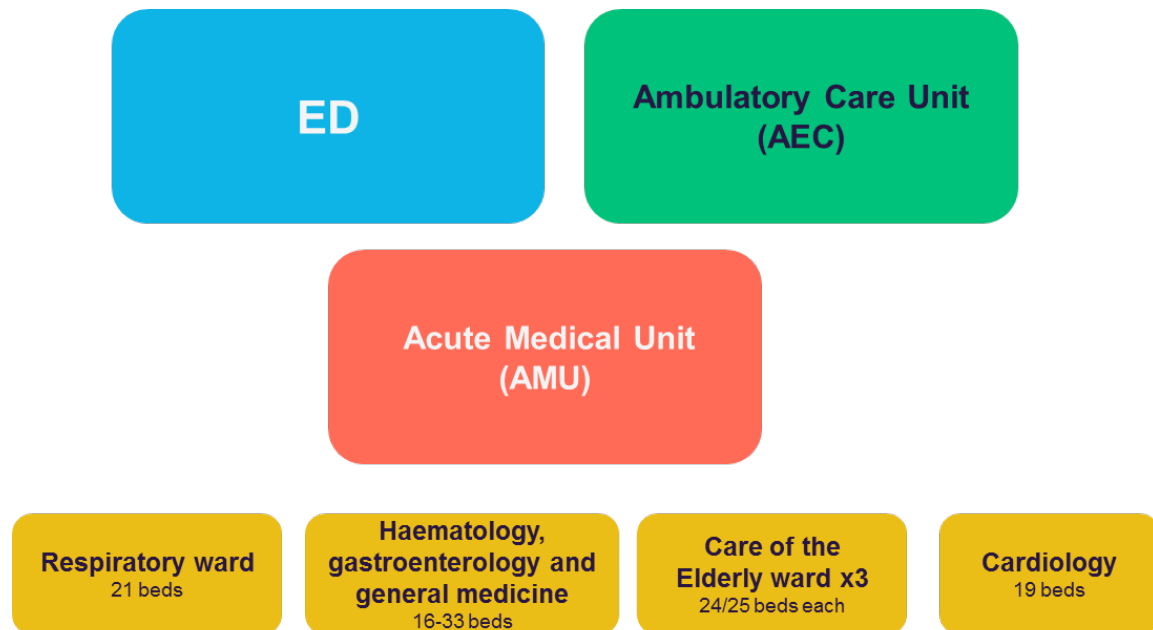 ED
Ambulatory Care Unit
(AEC)
Acute Medical Unit
(AMU)
Respiratory ward
21 beds
Haematology,
gastroenterology and
general medicine
16-33 beds
Care of the
Elderly ward x3
24/25 beds each
Cardiology
19 beds